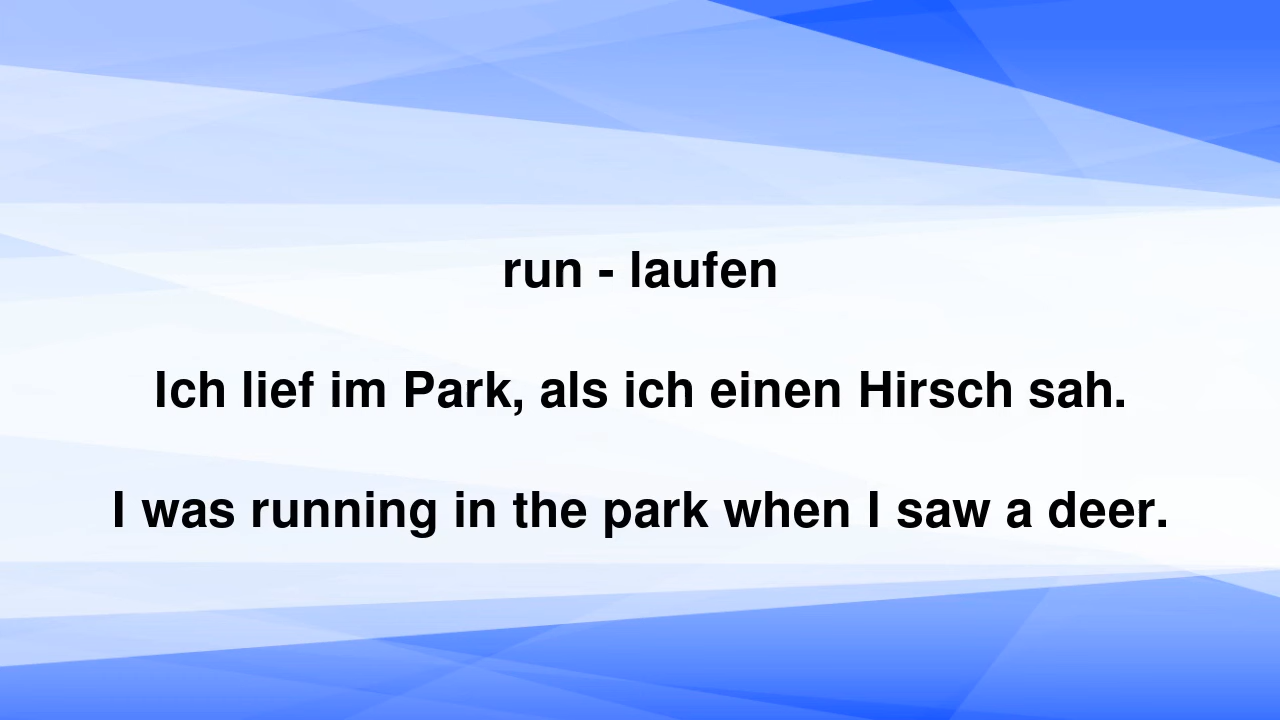 run - laufen
Ich lief im Park, als ich einen Hirsch sah.
I was running in the park when I saw a deer.